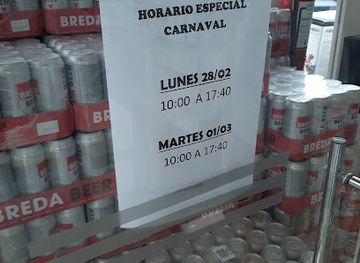 HORARIO ESPECIAL
CARNAVAL
LUNES 28/02
10:00 A 17:40
MARTES 01/03
10:00 A 17:40
BREDA
BREDA
BREDA BEER
BREDA